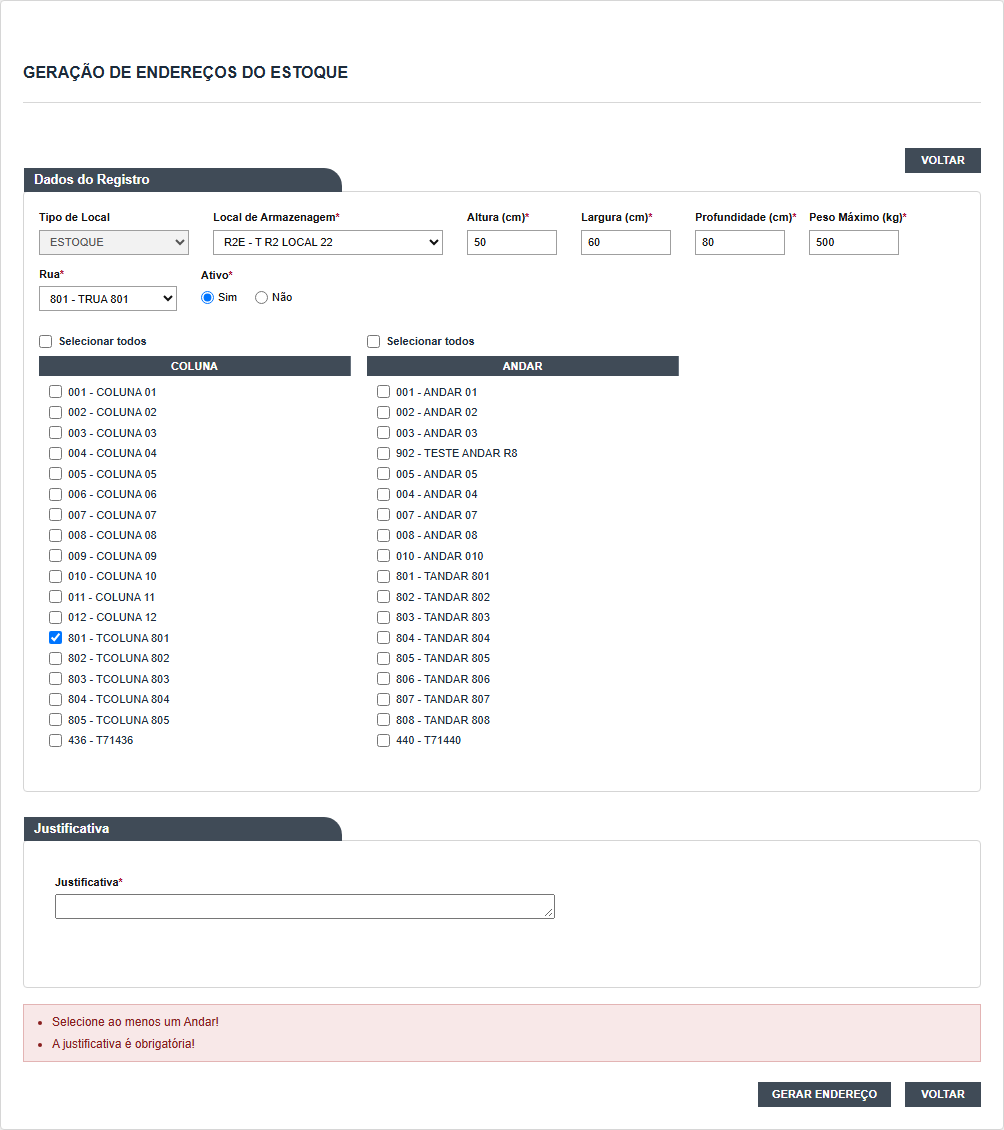 GERAÇÃO DE ENDEREÇOS DO ESTOQUE
VOLTAR
Dados do Registro
Tipo de Local Local de Armazenagem* Altura (cm)* Largura (cm)* Profundidade (cm)* Peso Máximo (kg)*
ESTOQUE R2E - T R2 LOCAL 22 50 60 80 500
Rua* Ativo*
801 - TRUA 801 Sim Não
Selecionar todos Selecionar todos
COLUNA ANDAR
001 - COLUNA 01 001 - ANDAR 01
002 - COLUNA 02 002 - ANDAR 02
003 - COLUNA 03 003 - ANDAR 03
004 - COLUNA 04 902 - TESTE ANDAR R8
005 - COLUNA 05 005 - ANDAR 05
006 - COLUNA 06 004 - ANDAR 04
007 - COLUNA 07 007 - ANDAR 07
008 - COLUNA 08 008 - ANDAR 08
009 - COLUNA 09 010 - ANDAR 010
010 - COLUNA 10 801 - TANDAR 801
011 - COLUNA 11 802 - TANDAR 802
012 - COLUNA 12 803 - TANDAR 803
801 - TCOLUNA 801 804 - TANDAR 804
802 - TCOLUNA 802 805 - TANDAR 805
803 - TCOLUNA 803 806 - TANDAR 806
804 - TCOLUNA 804 807 - TANDAR 807
805 - TCOLUNA 805 808 - TANDAR 808
436 - T71436 440 - T71440
Justificativa
Justificativa*
Selecione ao menos um Andar!
A justificativa é obrigatória!
GERAR ENDEREÇO VOLTAR